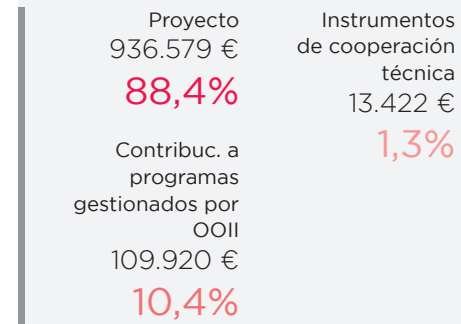 Proyecto
936.579 €
88,4%
Contribuc. a
programas
gestionados por
OOII
109.920 €
10,4%
Instrumentos
de cooperación
técnica
13.422 €
1,3%